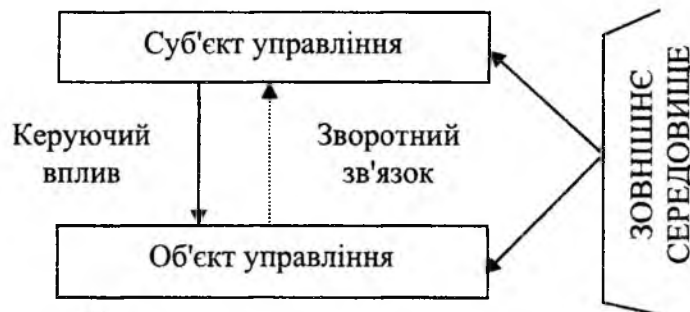 Суб'єкт управління
Керуючий
вплив
Зворотний
зв'язок
Об'єкт управління
ЗОВНІШНЄ
СЕРЕДОВИЩЕ